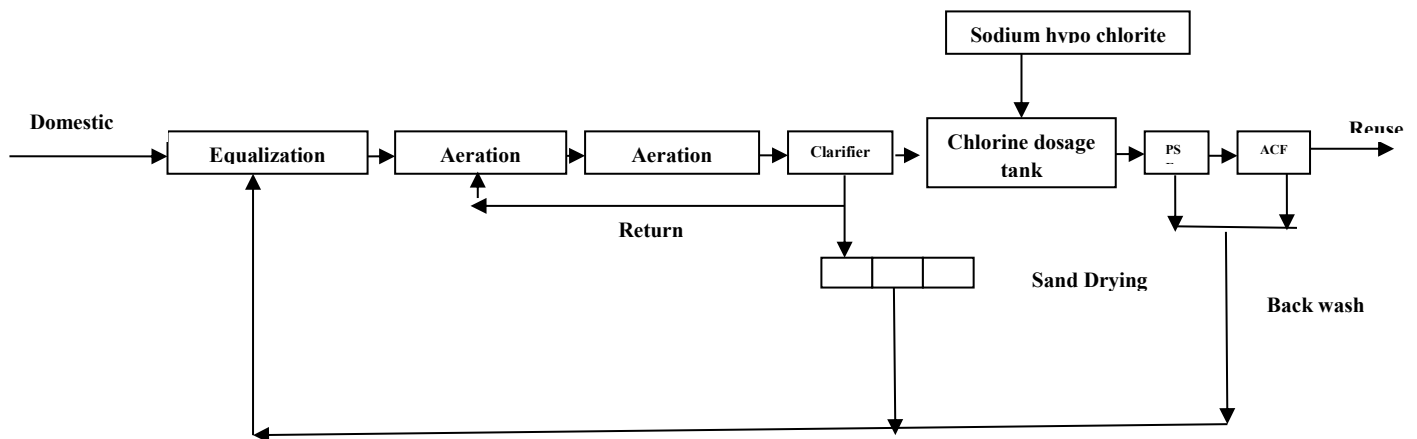 Sodium hypo chlorite
Domestic
Equalization
Aeration
Aeration
Clarifier
Chlorine dosage
tank
PS
ACF
Reuse
Return
Sand Drying
Back wash